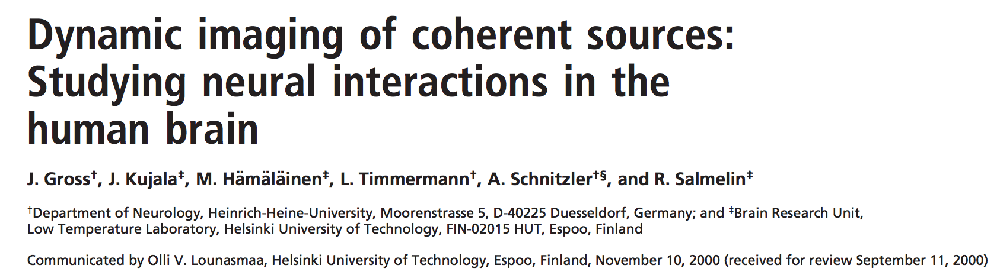 Dynamic imaging of coherent sources:
Studying neural interactions in the
human brain
J. Gross†, J. Kujala‡, M. Hämäläinen‡, L. Timmermann†, A. Schnitzler†§, and R. Salmelin‡
†Department of Neurology, Heinrich-Heine-University, Moorenstrasse 5, D-40225 Duesseldorf, Germany; and ‡Brain Research Unit,
Low Temperature Laboratory, Helsinki University of Technology, FIN-02015 HUT, Espoo, Finland
Communicated by Olli V. Lounasmaa, Helsinki University of Technology, Espoo, Finland, November 10, 2000 (received for review September 11, 2000)